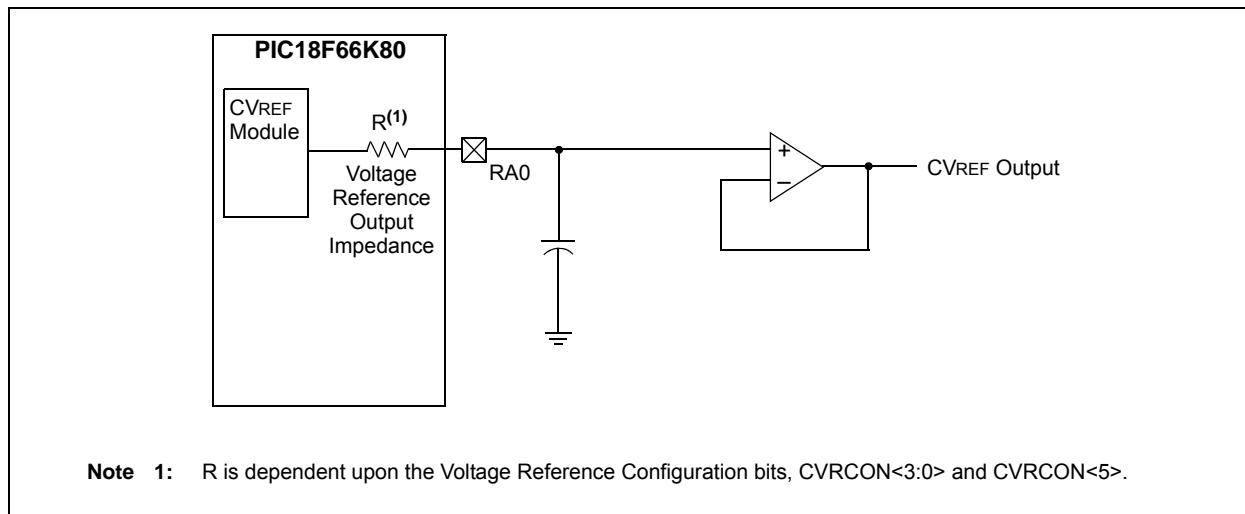 PIC18F66K80
CVREF
Module
R(1)
Voltage
Reference
Output
Impedance
RA0
+
–
CVREF Output
Note 1: R is dependent upon the Voltage Reference Configuration bits, CVRCON<3:0> and CVRCON<5>.